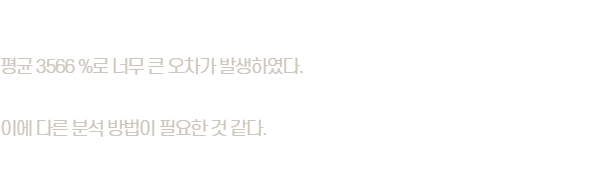 평균 3566 %로 너무 큰 오차가 발생하였다.
이에 다른 분석 방법이 필요한 것 같다.